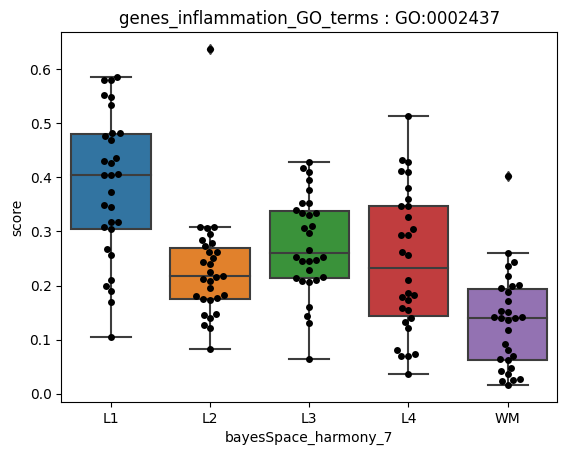 genes_inflammation_GO_terms : GO:0002437
score
0.6
0.5
0.4
0.3
0.2
0.1
0.0
L1 L2 L3 L4 WM
bayesSpace_harmony_7